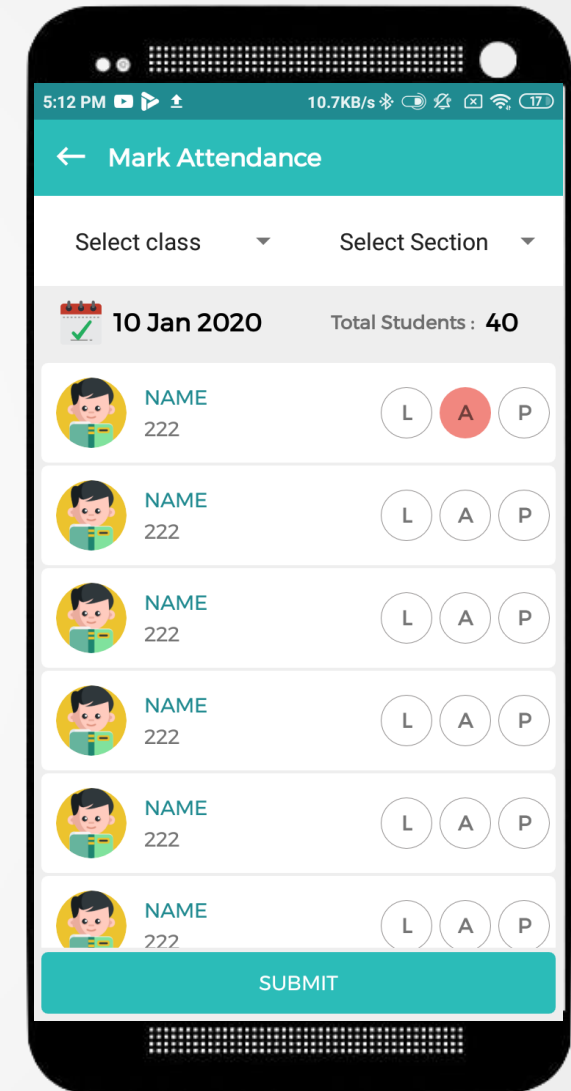 5:12 PM 10.7KB/s 17
Mark Attendance
Select class Select Section
10 Jan 2020 Total Students : 40
NAME
222
L A P
NAME
222
L A P
NAME
222
L A P
NAME
222
L A P
NAME
222
L A P
NAME
222
L A P
SUBMIT